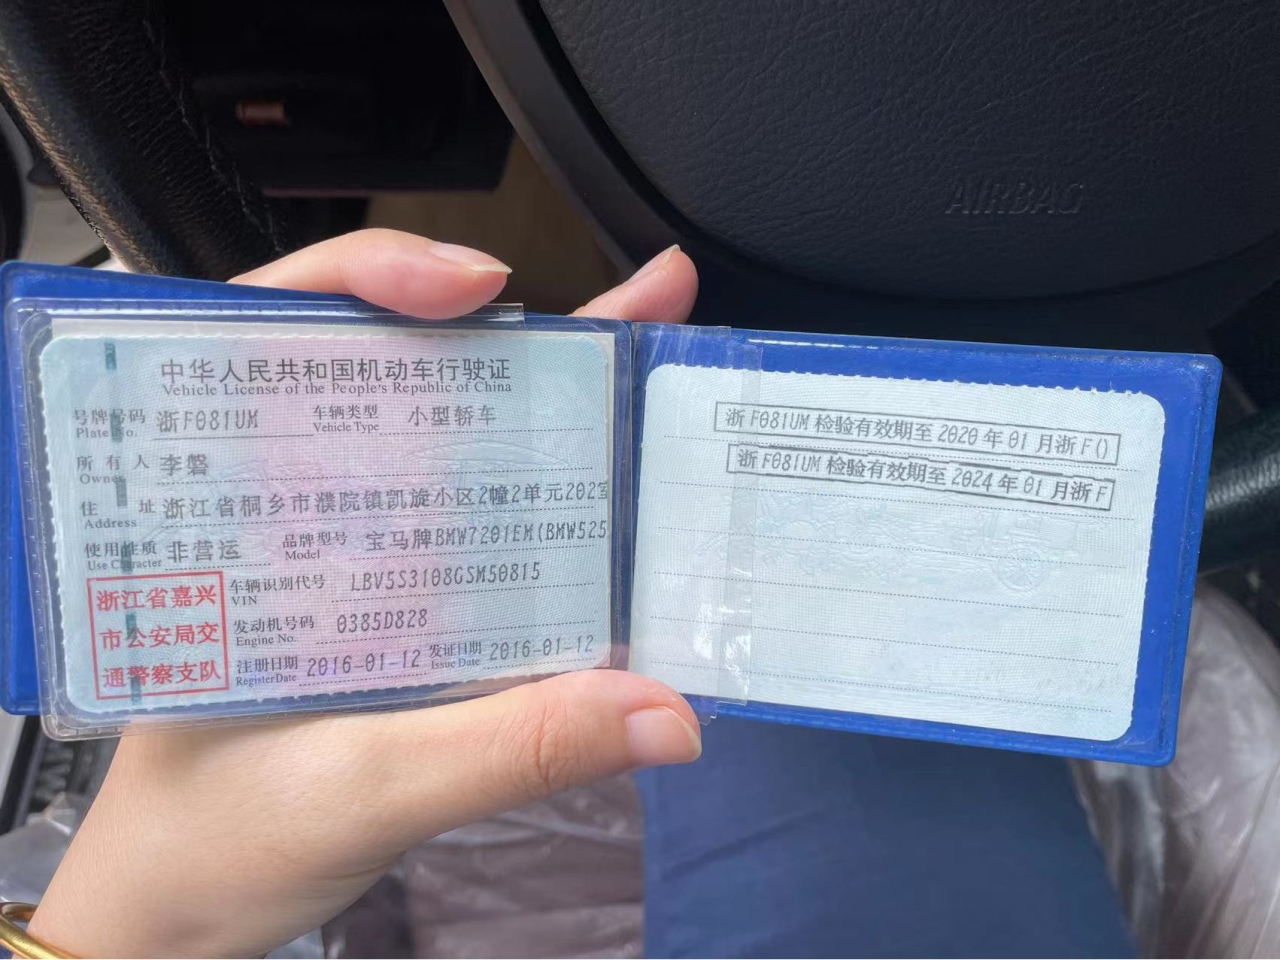 AIRBAG
中华人民共和国机动车行驶证
Vehicle License of the People's Republic of China
号牌号码 浙F081UM 车辆类型 小型轿车
Plate No. Vehicle Type
所有人 李磐
Owner
住址 浙江省桐乡市濮院镇凯旋小区2幢2单元202室
Address
使用性质 非营运 品牌型号 宝马牌BMW7201EM(BMW525
Use Character Model
浙江省嘉兴
市公安局交
通警察支队
车辆识别代号 LBV5S3108GSM50815
VIN
发动机号码 0385D828
Engine No.
注册日期 2016-01-12 发证日期 2016-01-12
Register Date Issue Date
浙F081UM 检验有效期至 2020 年 01 月浙F()
浙F081UM 检验有效期至 2024 年 01 月浙F